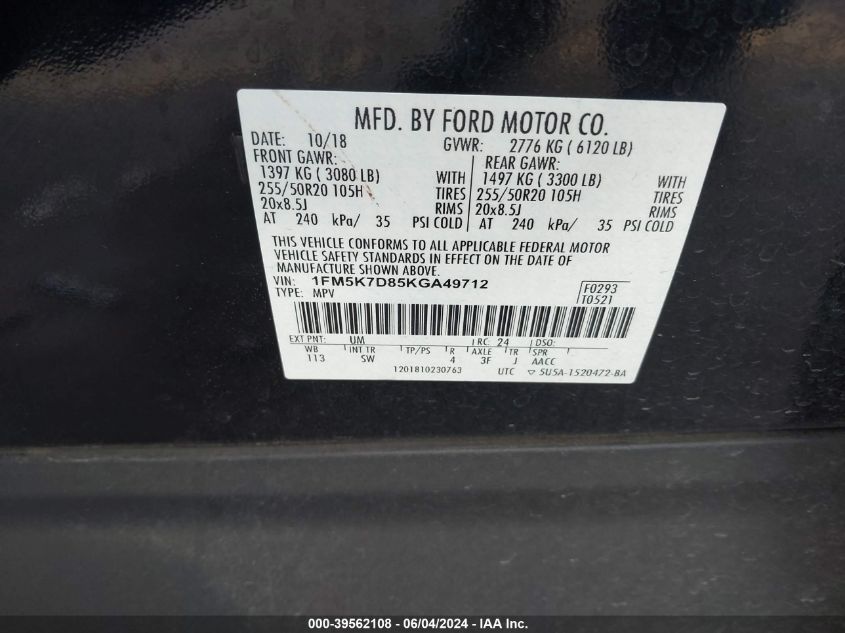 MFD. BY FORD MOTOR CO.
DATE: 10/18 GVWR: 2776 KG ( 6120 LB)
FRONT GAWR: REAR GAWR:
1397 KG ( 3080 LB) WITH 1497 KG ( 3300 LB) WITH
255/50R20 105H TIRES 255/50R20 105H TIRES
20x8.5J RIMS 20x8.5J RIMS
AT 240 kPa/ 35 PSI COLD AT 240 kPa/ 35 PSI COLD
THIS VEHICLE CONFORMS TO ALL APPLICABLE FEDERAL MOTOR
VEHICLE SAFETY STANDARDS IN EFFECT ON THE DATE OF
MANUFACTURE SHOWN ABOVE.
VIN: 1FM5K7D85KGA49712 F0293
TYPE: MPV T0521
EXT PNT: UM RC: 24 DSO:
WB INT TR TP/PS R AXLE TR SPR
113 SW 4 3F J AACC
1201810230763 UTC ▽ 5U5A-1520472-BA
000-39562108 - 06/04/2024 - IAA Inc.